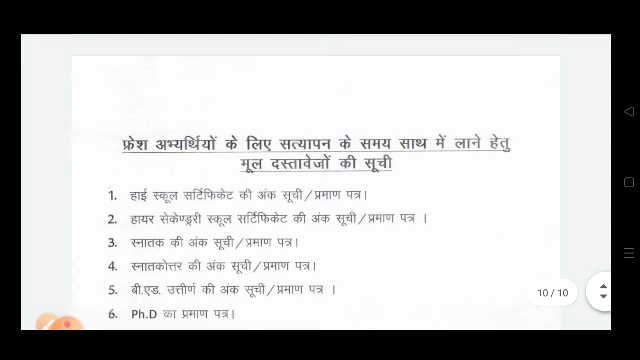 फ्रेश अभ्यर्थियों के लिए सत्यापन के समय साथ में लाने हेतु
मूल दस्तावेजों की सूची
1. हाई स्कूल सर्टिफिकेट की अंक सूची/प्रमाण पत्र।
2. हायर सेकेण्ड्री स्कूल सर्टिफिकेट की अंक सूची/प्रमाण पत्र ।
3. स्नातक की अंक सूची/प्रमाण पत्र।
4. स्नातकोत्तर की अंक सूची/प्रमाण पत्र।
5. बी.एड. उत्तीर्ण की अंक सूची/प्रमाण पत्र ।
10 / 10
6. Ph.D का प्रमाण पत्र।